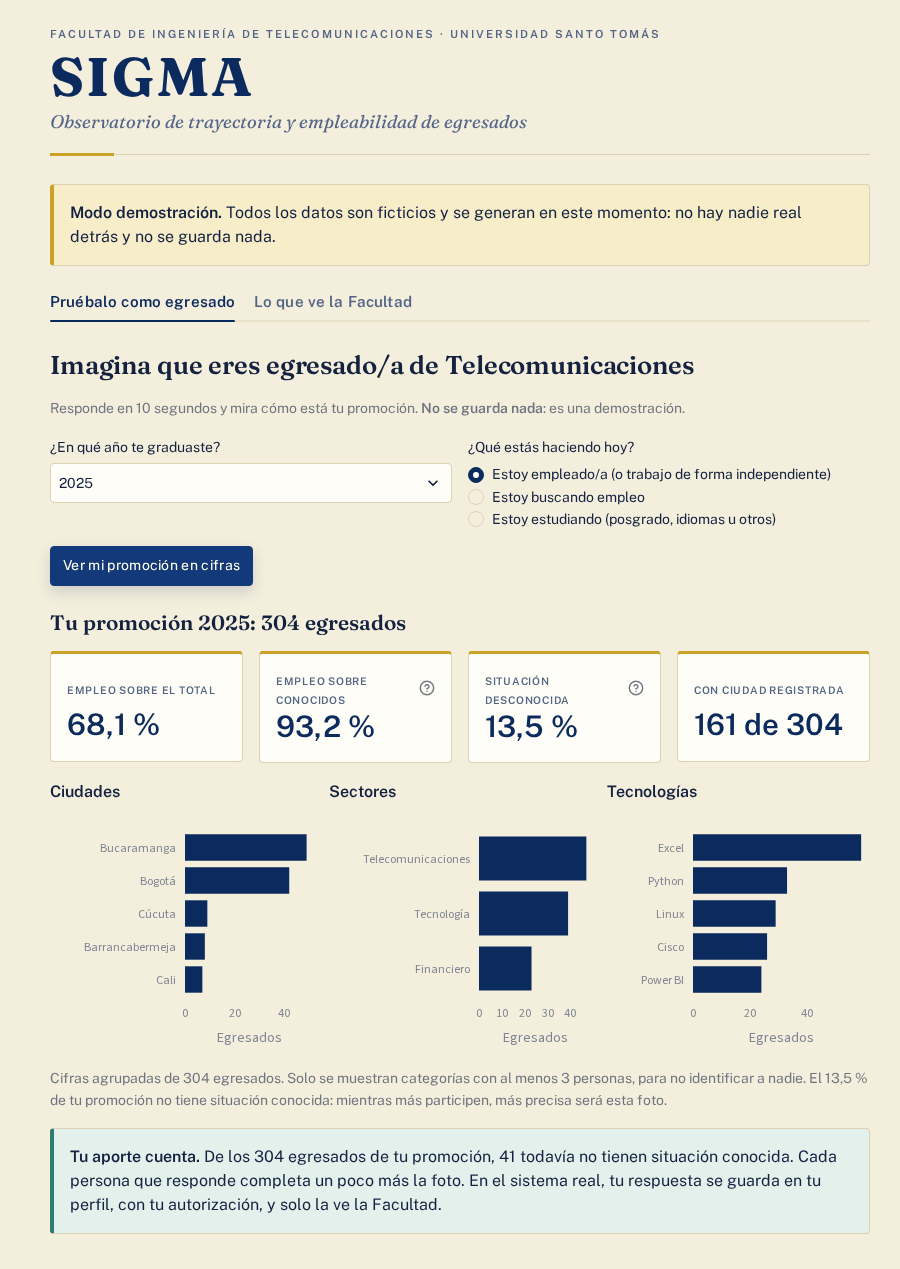 FACULTAD DE INGENIERÍA DE TELECOMUNICACIONES · UNIVERSIDAD SANTO TOMÁS
SIGMA
Observatorio de trayectoria y empleabilidad de egresados
Modo demostración. Todos los datos son ficticios y se generan en este momento: no hay nadie real
detrás y no se guarda nada.
Pruébalo como egresado
Lo que ve la Facultad
Imagina que eres egresado/a de Telecomunicaciones
Responde en 10 segundos y mira cómo está tu promoción. No se guarda nada: es una demostración.
¿En qué año te graduaste?
2025
¿Qué estás haciendo hoy?
Estoy empleado/a (o trabajo de forma independiente)
Estoy buscando empleo
Estoy estudiando (posgrado, idiomas u otros)
Ver mi promoción en cifras
Tu promoción 2025: 304 egresados
EMPLEO SOBRE EL TOTAL
68,1 %
EMPLEO SOBRE
CONOCIDOS
?
93,2 %
SITUACIÓN
DESCONOCIDA
?
13,5 %
CON CIUDAD REGISTRADA
161 de 304
Ciudades
Bucaramanga
Bogotá
Cúcuta
Barrancabermeja
Cali
0 20 40
Egresados
Sectores
Telecomunicaciones
Tecnología
Financiero
0 10 20 30 40
Egresados
Tecnologías
Excel
Python
Linux
Cisco
Power BI
0 20 40
Egresados
Cifras agrupadas de 304 egresados. Solo se muestran categorías con al menos 3 personas, para no identificar a nadie. El 13,5 %
de tu promoción no tiene situación conocida: mientras más participen, más precisa será esta foto.
Tu aporte cuenta. De los 304 egresados de tu promoción, 41 todavía no tienen situación conocida. Cada
persona que responde completa un poco más la foto. En el sistema real, tu respuesta se guarda en tu
perfil, con tu autorización, y solo la ve la Facultad.